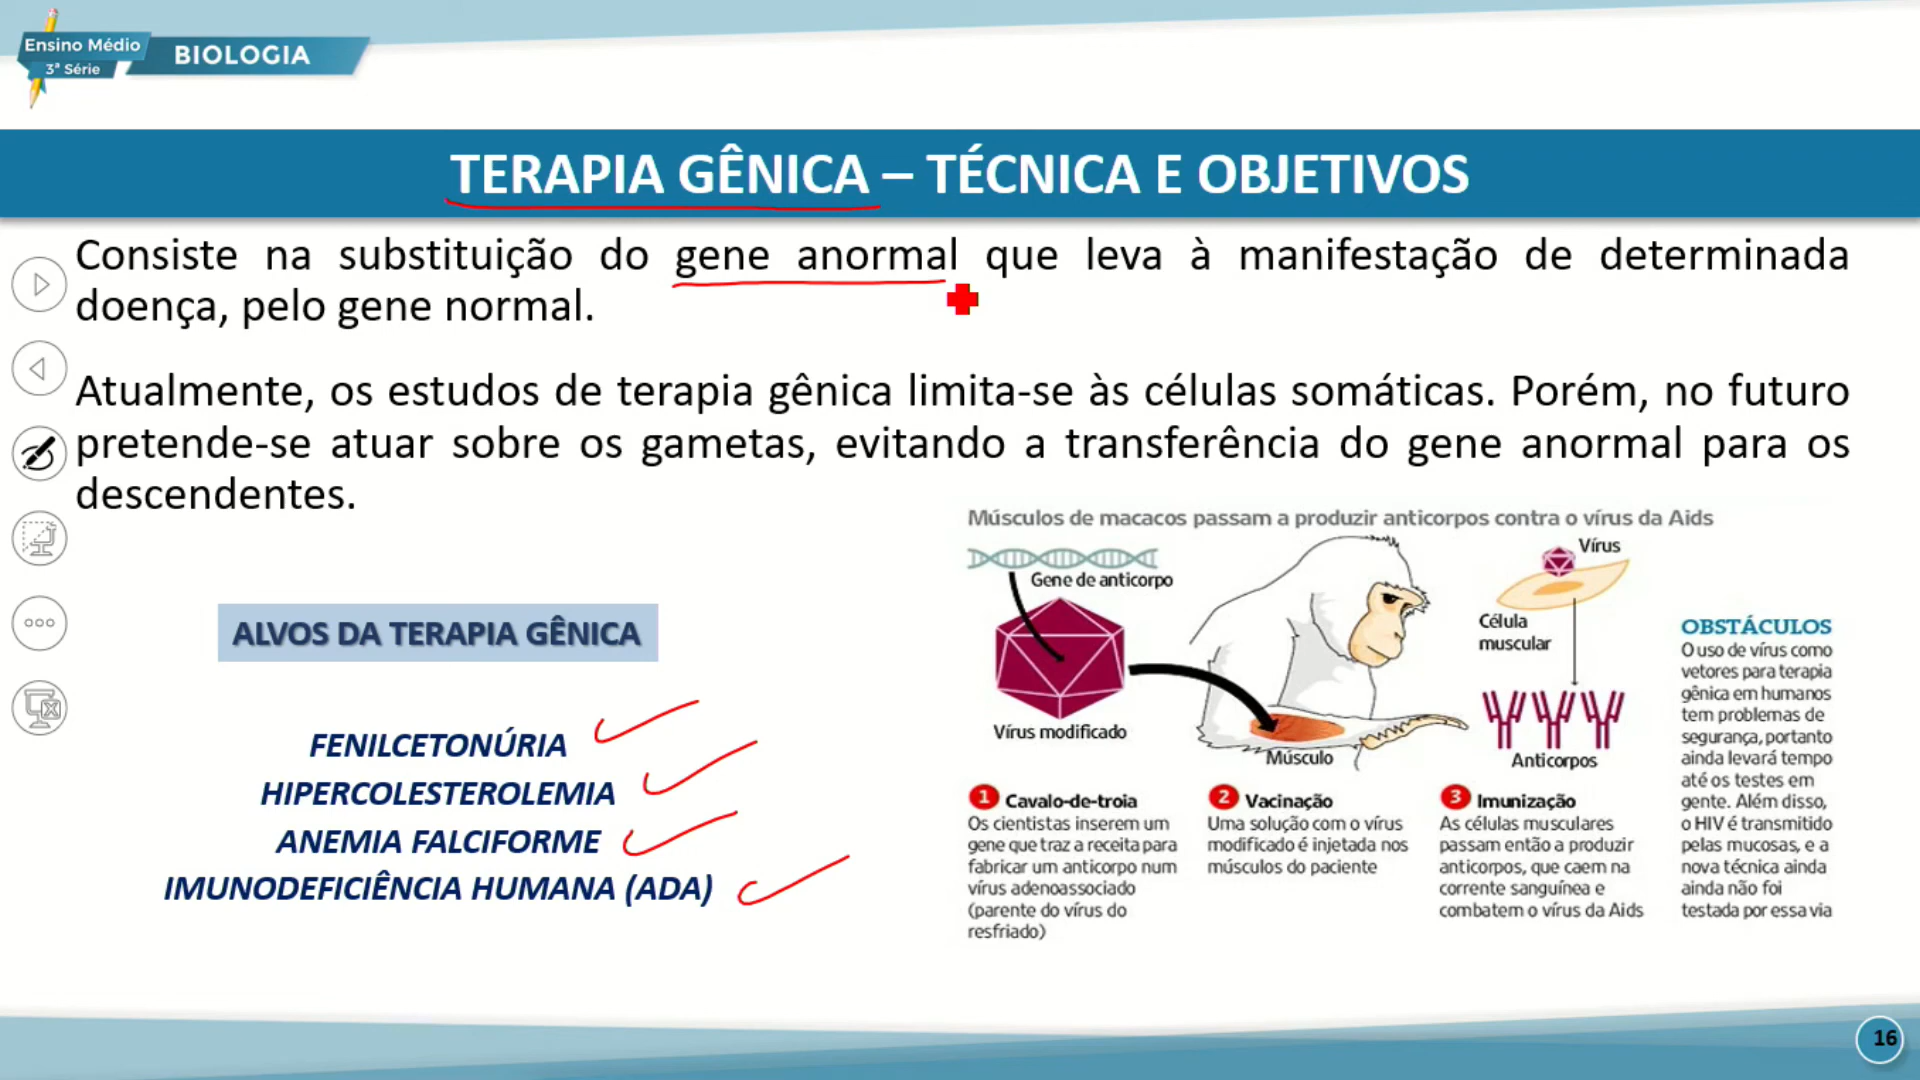 Ensino Médio
3ª Série
BIOLOGIA
TERAPIA GÊNICA – TÉCNICA E OBJETIVOS
Consiste na substituição do gene anormal que leva à manifestação de determinada
doença, pelo gene normal.
Atualmente, os estudos de terapia gênica limita-se às células somáticas. Porém, no futuro
pretende-se atuar sobre os gametas, evitando a transferência do gene anormal para os
descendentes.
ALVOS DA TERAPIA GÊNICA
FENILCETONÚRIA
HIPERCOLESTEROLEMIA
ANEMIA FALCIFORME
IMUNODEFICIÊNCIA HUMANA (ADA)
Músculos de macacos passam a produzir anticorpos contra o vírus da Aids
Gene de anticorpo
Vírus modificado
Músculo
Vírus
Célula
muscular
Anticorpos
1 Cavalo-de-troia
Os cientistas inserem um
gene que traz a receita para
fabricar um anticorpo num
vírus adenoassociado
(parente do vírus do
resfriado)
2 Vacinação
Uma solução com o vírus
modificado é injetada nos
músculos do paciente
3 Imunização
As células musculares
passam então a produzir
anticorpos, que caem na
corrente sanguínea e
combatem o vírus da Aids
OBSTÁCULOS
O uso de vírus como
vetores para terapia
gênica em humanos
tem problemas de
segurança, portanto
ainda levará tempo
até os testes em
gente. Além disso,
o HIV é transmitido
pelas mucosas, e a
nova técnica ainda
ainda não foi
testada por essa via
16